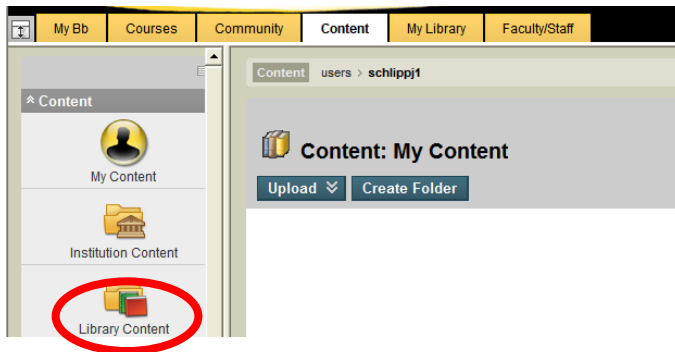 My Bb Courses Community Content My Library Faculty/Staff
Content users > schlippj1
Content
My Content
Institution Content
Library Content
Content: My Content
Upload Create Folder